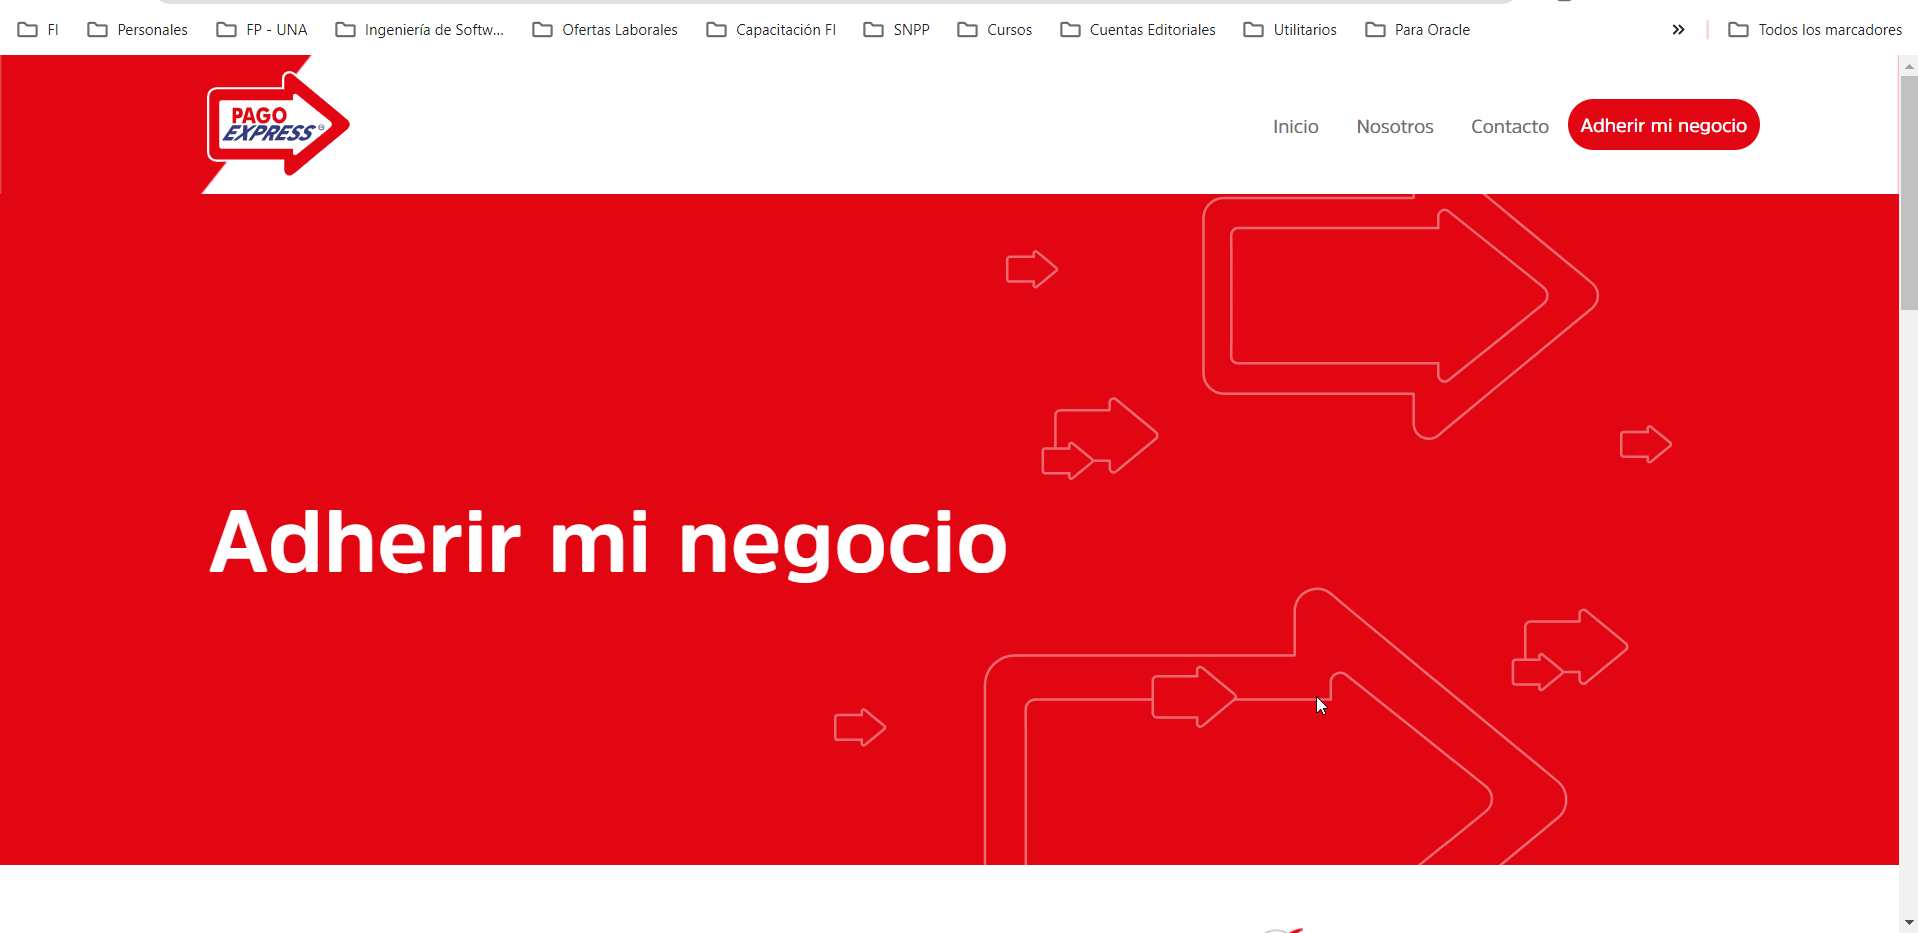 FI Personales FP - UNA Ingeniería de Softw... Ofertas Laborales Capacitación FI SNPP Cursos Cuentas Editoriales Utilitarios Para Oracle » Todos los marcadores
PAGO
EXPRESS
Inicio Nosotros Contacto Adherir mi negocio
Adherir mi negocio